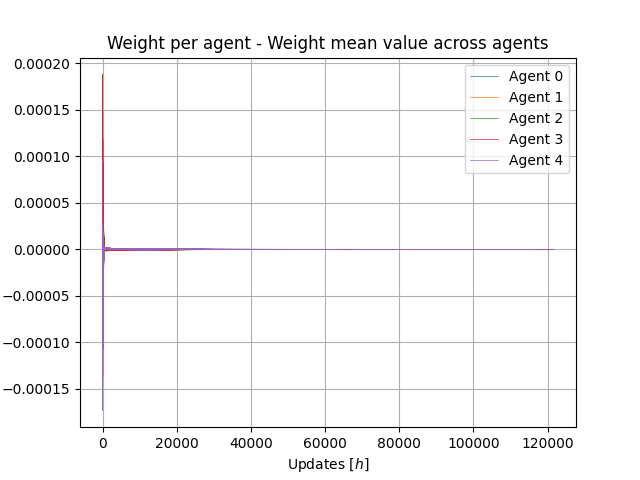 Weight per agent - Weight mean value across agents
0.00020
0.00015
0.00010
0.00005
0.00000
−0.00005
−0.00010
−0.00015
Agent 0
Agent 1
Agent 2
Agent 3
Agent 4
0 20000 40000 60000 80000 100000 120000
Updates [h]